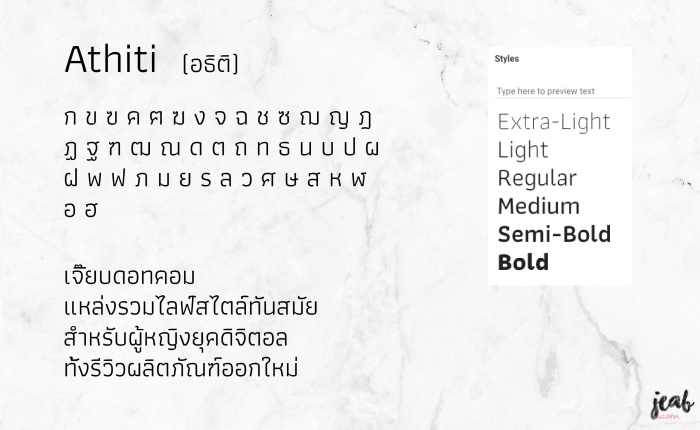 Athiti (อธิติ)
ก ข ฃ ค ฅ ฆ ง จ ฉ ช ซ ฌ ญ ฎ
ฏ ฐ ฑ ฒ ณ ด ต ถ ท ธ น บ ป ผ
ฝ พ ฟ ภ ม ย ร ล ว ศ ษ ส ห ฬ
อ ฮ
เจี๊ยบดอทคอม
แหล่งรวมไลฟ์สไตล์ทันสมัย
สำหรับผู้หญิงยุคดิจิตอล
ทั้งรีวิวผลิตภัณฑ์ออกใหม่
Styles
Type here to preview text
Extra-Light
Light
Regular
Medium
Semi-Bold
Bold
jeab
.com